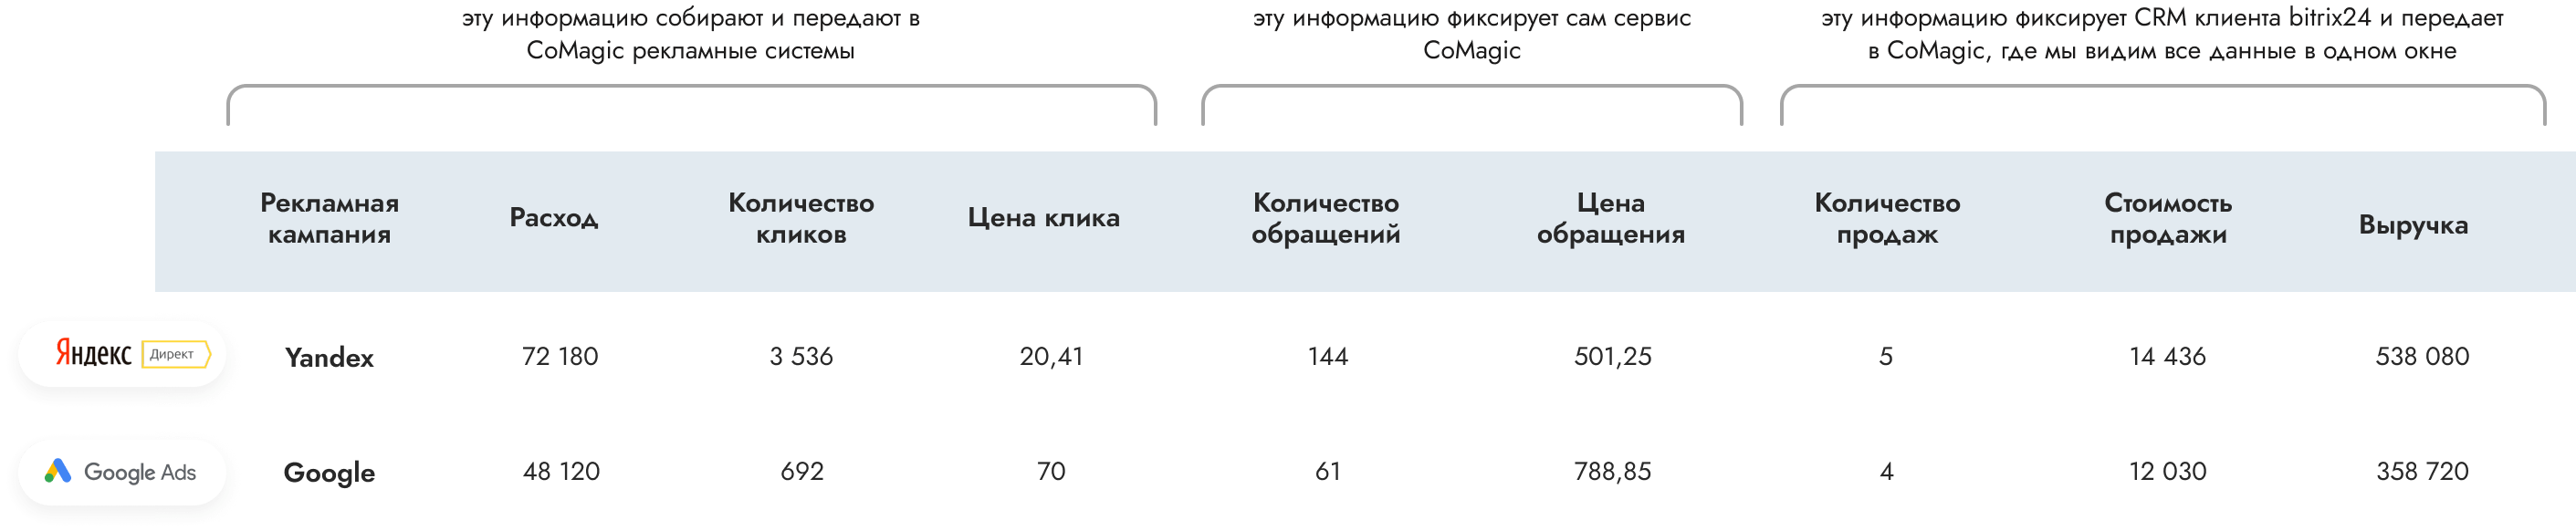 эту информацию собирают и передают в
CoMagic рекламные системы
эту информацию фиксирует сам сервис
CoMagic
эту информацию фиксирует CRM клиента bitrix24 и передает
в CoMagic, где мы видим все данные в одном окне
Рекламная
кампания
Расход
Количество
кликов
Цена клика
Количество
обращений
Цена
обращения
Количество
продаж
Стоимость
продажи
Выручка
Яндекс Директ
Yandex
72 180
3 536
20,41
144
501,25
5
14 436
538 080
Google Ads
Google
48 120
692
70
61
788,85
4
12 030
358 720